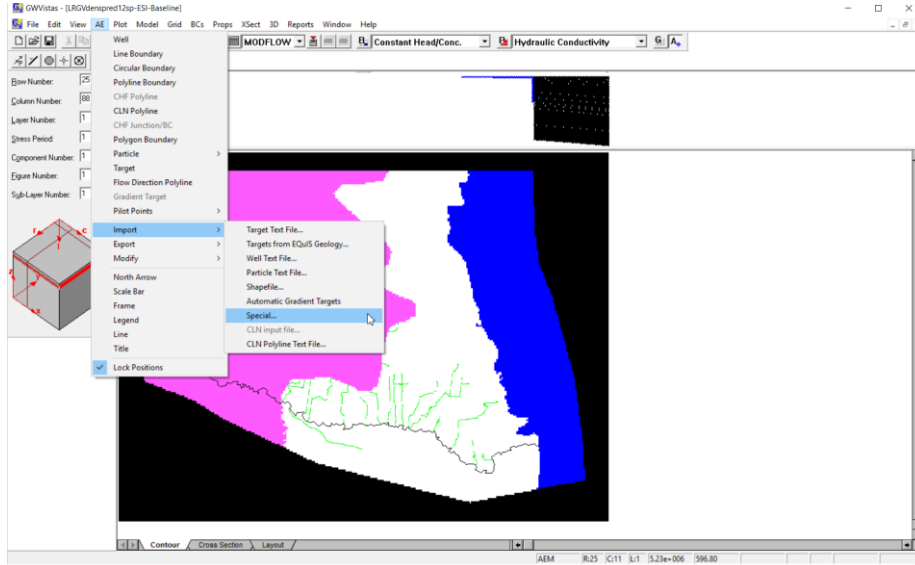 GWVistas - [LRGVdenspred12sp-ESI-Baseline]
File Edit View AE Plot Model Grid BCs Props XSect 3D Reports Window Help
MODFLOW Constant Head/Conc. Hydraulic Conductivity
Row Number: 25
Column Number: 88
Layer Number: 1
Stress Period: 1
Component Number: 1
Figure Number: 1
Sub-Layer Number: 1
r
c
l
z
y
x
Well
Line Boundary
Circular Boundary
Polyline Boundary
CHF Polyline
CLN Polyline
CHF Junction/BC
Polygon Boundary
Particle
Target
Flow Direction Polyline
Gradient Target
Pilot Points
Import
Export
Modify
North Arrow
Scale Bar
Frame
Legend
Line
Title
Lock Positions
Target Text File...
Targets from EQuIS Geology...
Well Text File...
Particle Text File...
Shapefile...
Automatic Gradient Targets
Special...
CLN input file...
CLN Polyline Text File...
Contour Cross Section Layout
AEM R:25 C:11 L:1 5.23e+006 596.80